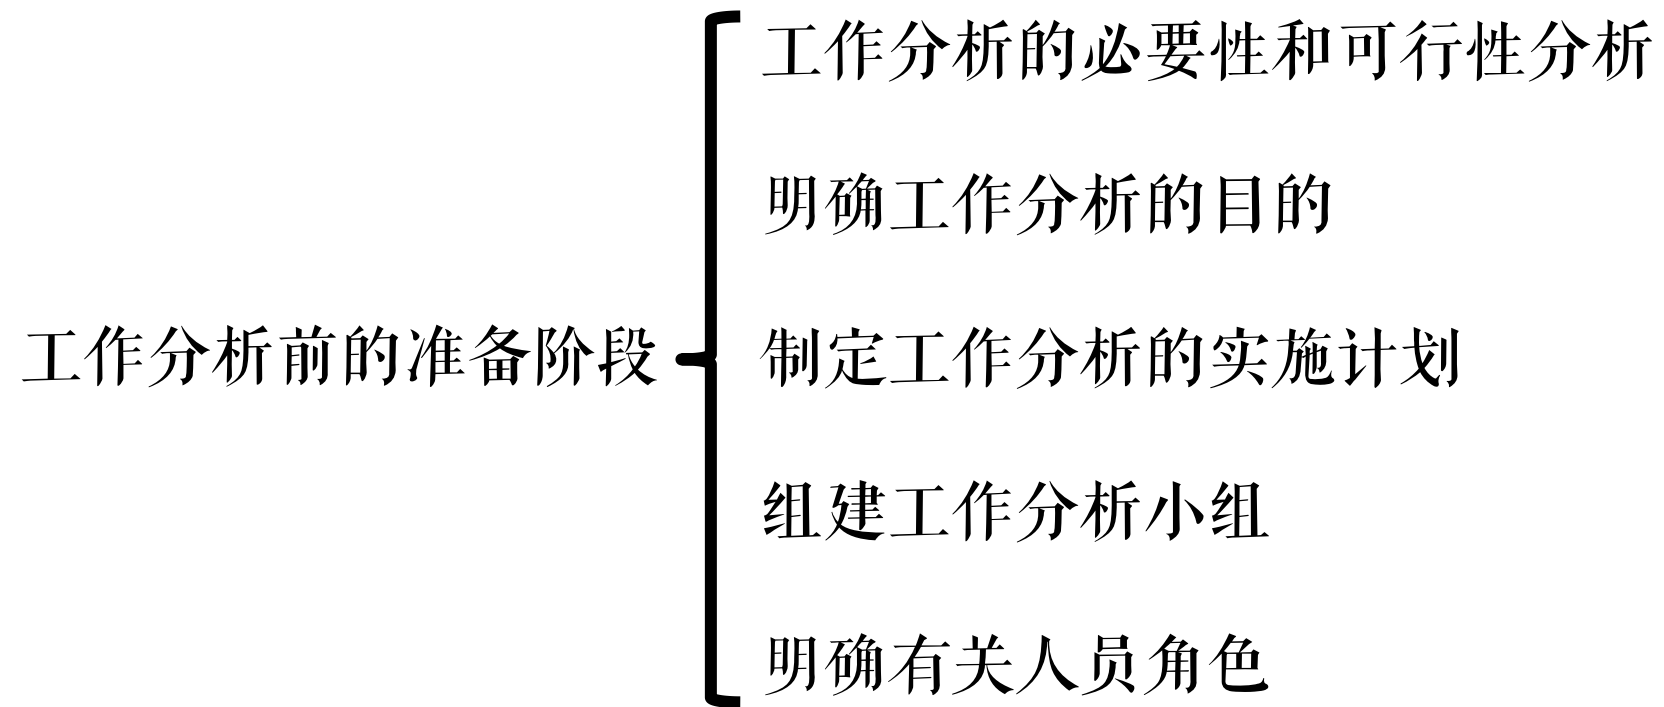 工作分析前的准备阶段
工作分析的必要性和可行性分析
明确工作分析的目的
制定工作分析的实施计划
组建工作分析小组
明确有关人员角色